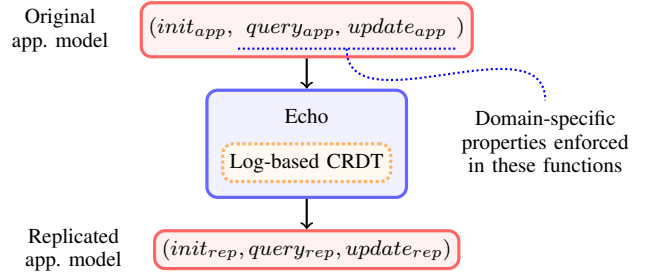 Original
app. model
(init_app, query_app, update_app )
Echo
Log-based CRDT
Domain-specific
properties enforced
in these functions
Replicated
app. model
(init_rep, query_rep, update_rep)